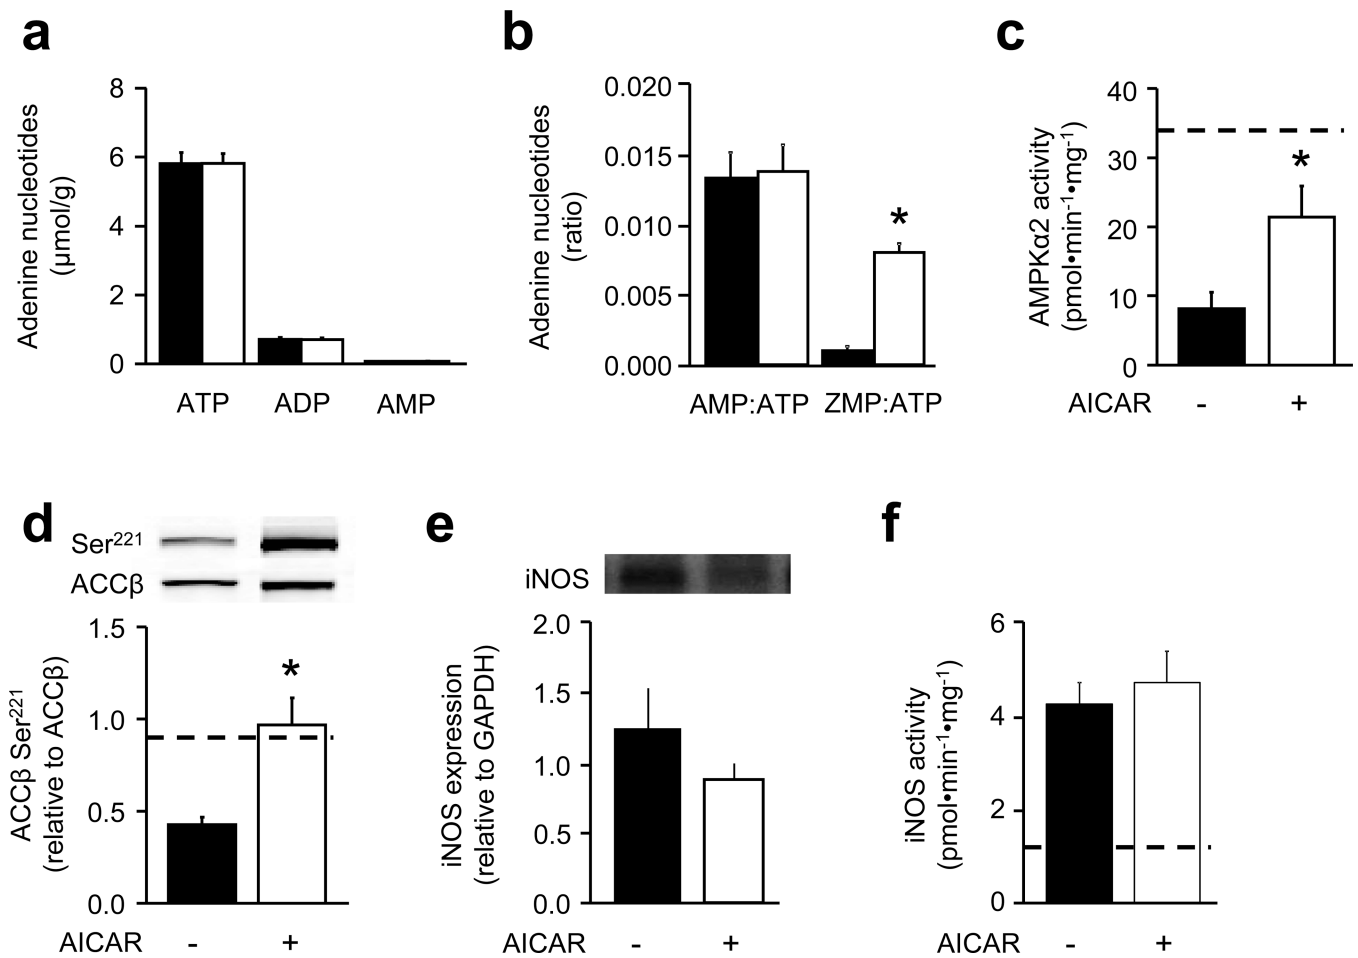 a
Adenine nucleotides
(μmol/g)
8
6
4
2
0
ATP ADP AMP
b
Adenine nucleotides
(ratio)
0.020
0.015
0.010
0.005
0.000
*
AMP:ATP ZMP:ATP
c
AMPKα2 activity
(pmol•min-1•mg-1)
40
30
20
10
0
*
AICAR - +
d
Ser221
ACCβ
ACCβ Ser221
(relative to ACCβ)
1.5
1.0
0.5
0.0
*
AICAR - +
e
iNOS
iNOS expression
(relative to GAPDH)
2.0
1.5
1.0
0.5
0.0
AICAR - +
f
iNOS activity
(pmol•min-1•mg-1)
6
4
2
0
AICAR - +